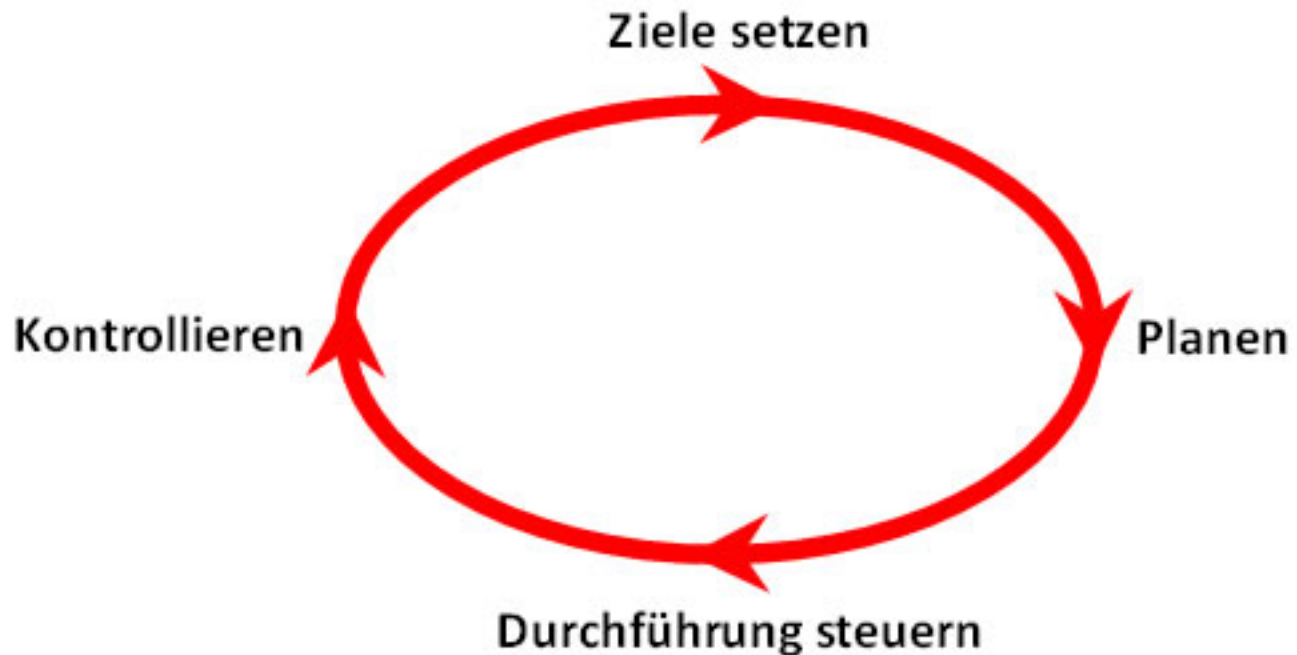 Ziele setzen
Kontrollieren
Planen
Durchführung steuern